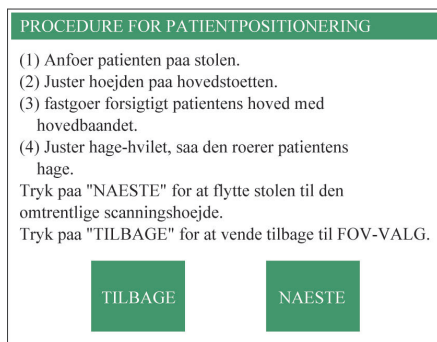 PROCEDURE FOR PATIENTPOSITIONERING
(1) Anfoer patienten paa stolen.
(2) Juster hoejden paa hovedstoetten.
(3) fastgoer forsigtigt patientens hoved med
hovedbaandet.
(4) Juster hage-hvilet, saa den roerer patientens
hage.
Tryk paa "NAESTE" for at flytte stolen til den
omtrentlige scanningshoejde.
Tryk paa "TILBAGE" for at vende tilbage til FOV-VALG.
TILBAGE
NAESTE